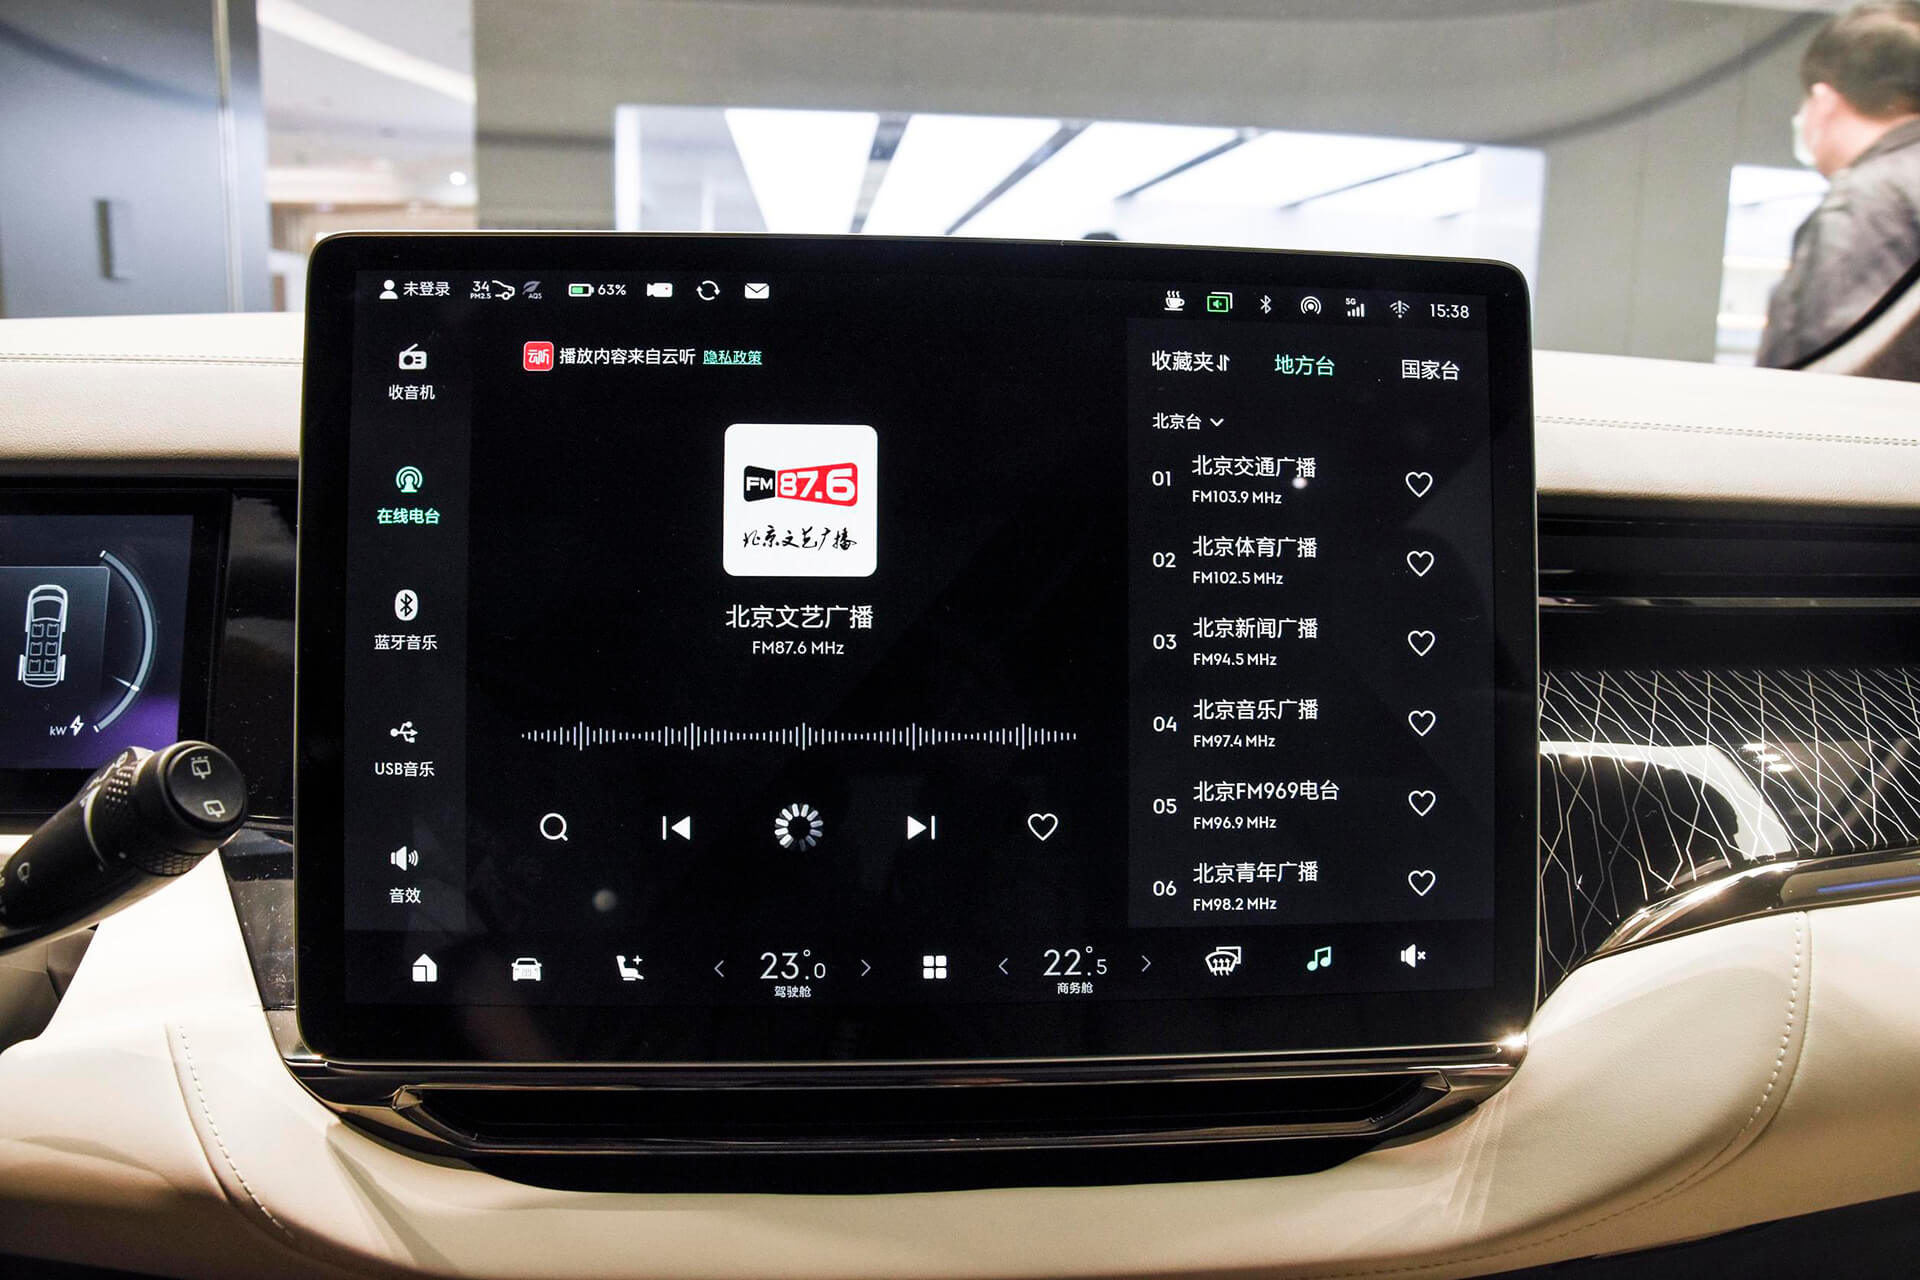 未登录
34
PM2.5
AQS
63%
5G
15:38
收音机
在线电台
蓝牙音乐
USB音乐
音效
云听
播放内容来自云听 隐私政策
FM 87.6
北京文艺广播
北京文艺广播
FM87.6 MHz
收藏夹 地方台 国家台
北京台
01 北京交通广播
FM103.9 MHz
02 北京体育广播
FM102.5 MHz
03 北京新闻广播
FM94.5 MHz
04 北京音乐广播
FM97.4 MHz
05 北京FM969电台
FM96.9 MHz
06 北京青年广播
FM98.2 MHz
23.0
驾驶舱
22.5
商务舱
kW